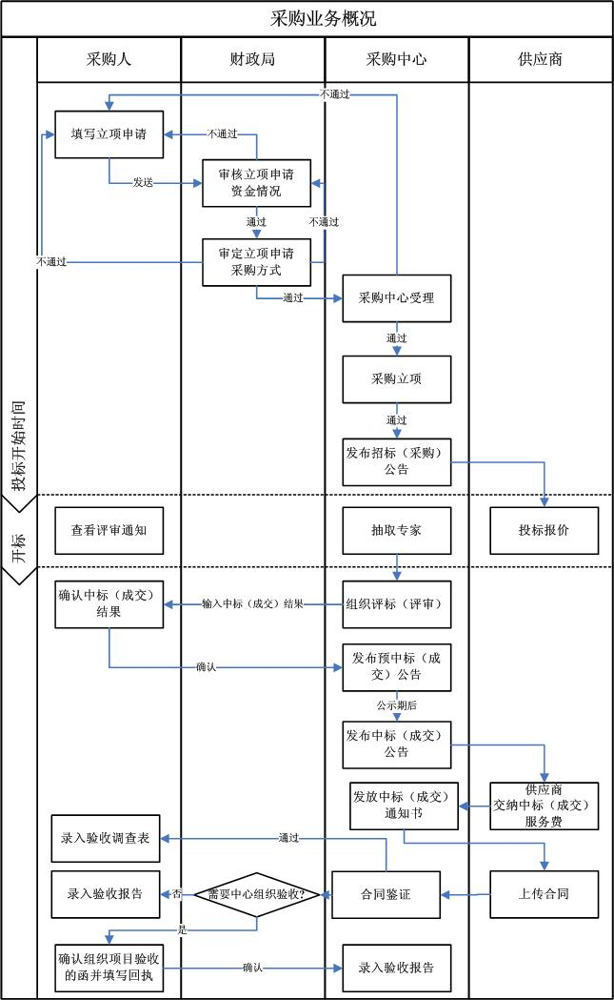 采购业务概况
采购人
财政局
采购中心
供应商
不通过
填写立项申请
不通过
发送
审核立项申请
资金情况
通过
不通过
不通过
审定立项申请
采购方式
通过
采购中心受理
通过
采购立项
通过
发布招标（采购）
公告
投标开始时间
查看评审通知
抽取专家
投标报价
开标
确认中标（成交）
结果
输入中标（成交）结果
组织评标（评审）
确认
发布预中标（成
交）公告
公示期后
发布中标（成交）
公告
发放中标（成交）
通知书
供应商
交纳中标（成交）
服务费
录入验收调查表
通过
录入验收报告
否
需要中心组织验收?
合同鉴证
上传合同
是
确认组织项目验收
的函并填写回执
确认
录入验收报告